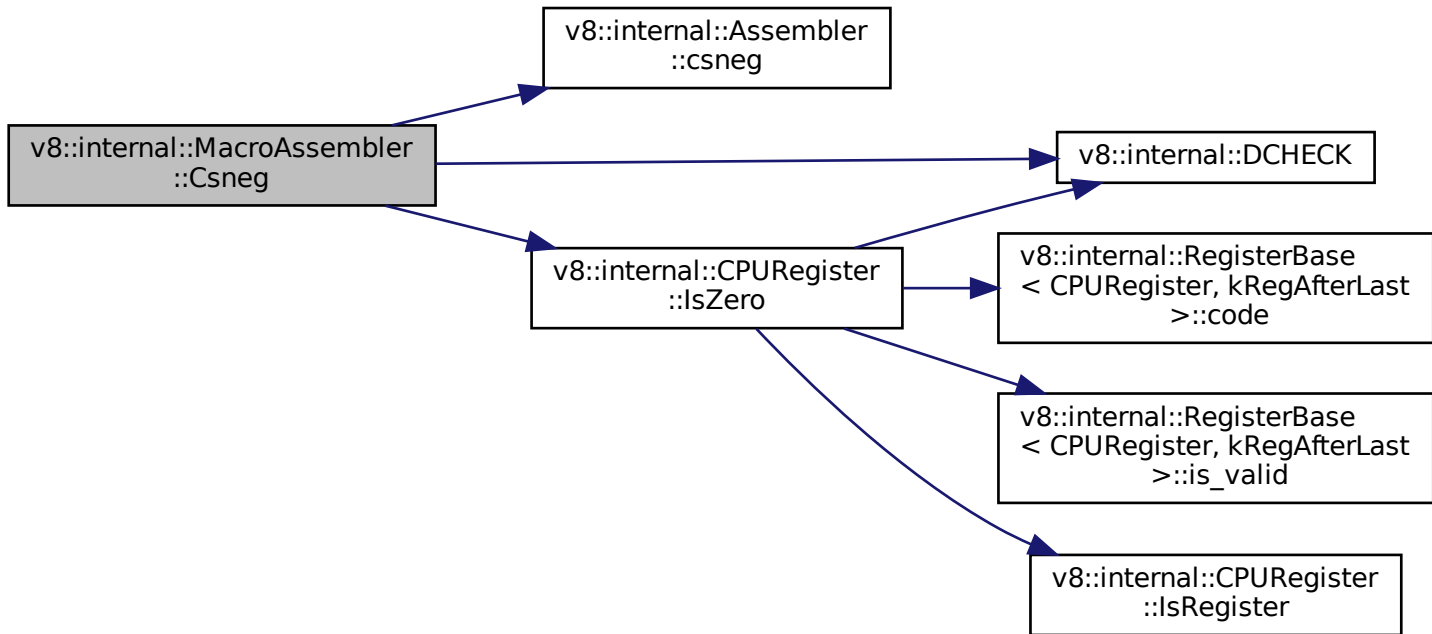 v8::internal::MacroAssembler
::Csneg
v8::internal::Assembler
::csneg
v8::internal::DCHECK
v8::internal::CPURegister
::IsZero
v8::internal::RegisterBase
< CPURegister, kRegAfterLast
>::code
v8::internal::RegisterBase
< CPURegister, kRegAfterLast
>::is_valid
v8::internal::CPURegister
::IsRegister